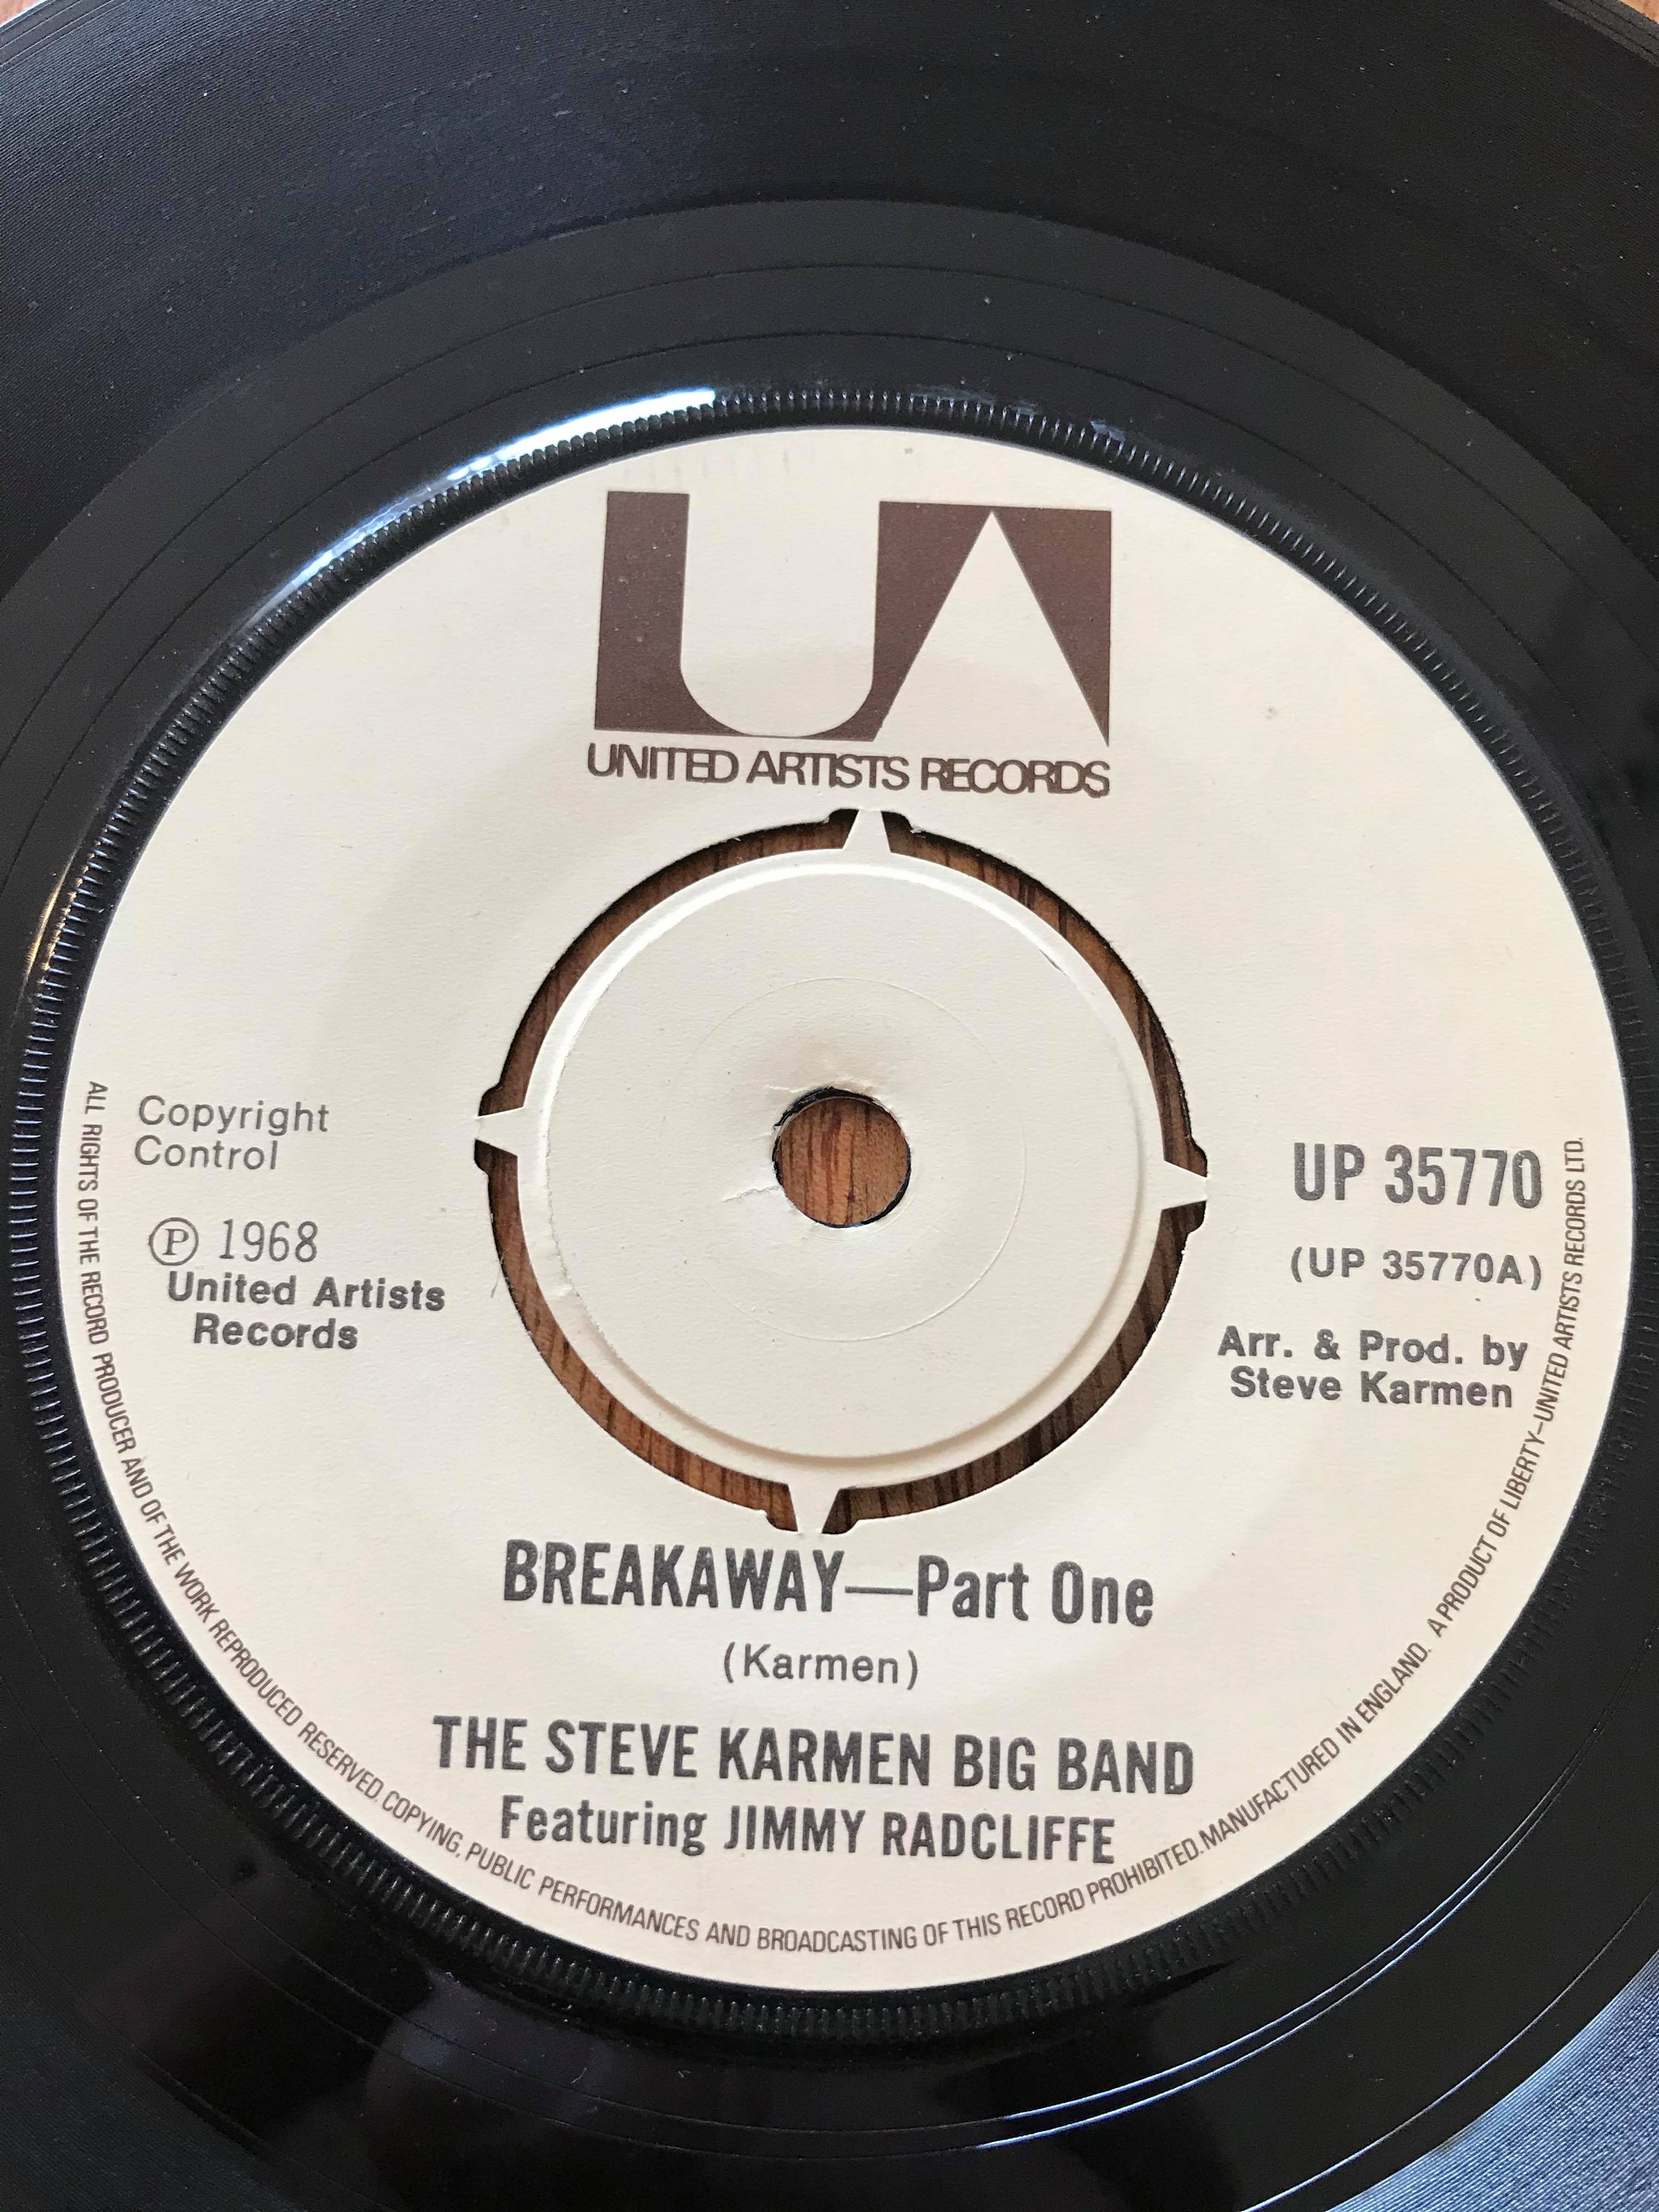 UA
UNITED ARTISTS RECORDS
Copyright
Control
Ⓟ 1968
United Artists
Records
UP 35770
(UP 35770A)
Arr. & Prod. by
Steve Karmen
BREAKAWAY—Part One
(Karmen)
THE STEVE KARMEN BIG BAND
Featuring JIMMY RADCLIFFE
ALL RIGHTS OF THE RECORD PRODUCER AND OF THE WORK REPRODUCED RESERVED. COPYING, PUBLIC PERFORMANCES AND BROADCASTING OF THIS RECORD PROHIBITED. MANUFACTURED IN ENGLAND. A PRODUCT OF LIBERTY-UNITED ARTISTS RECORDS LTD.